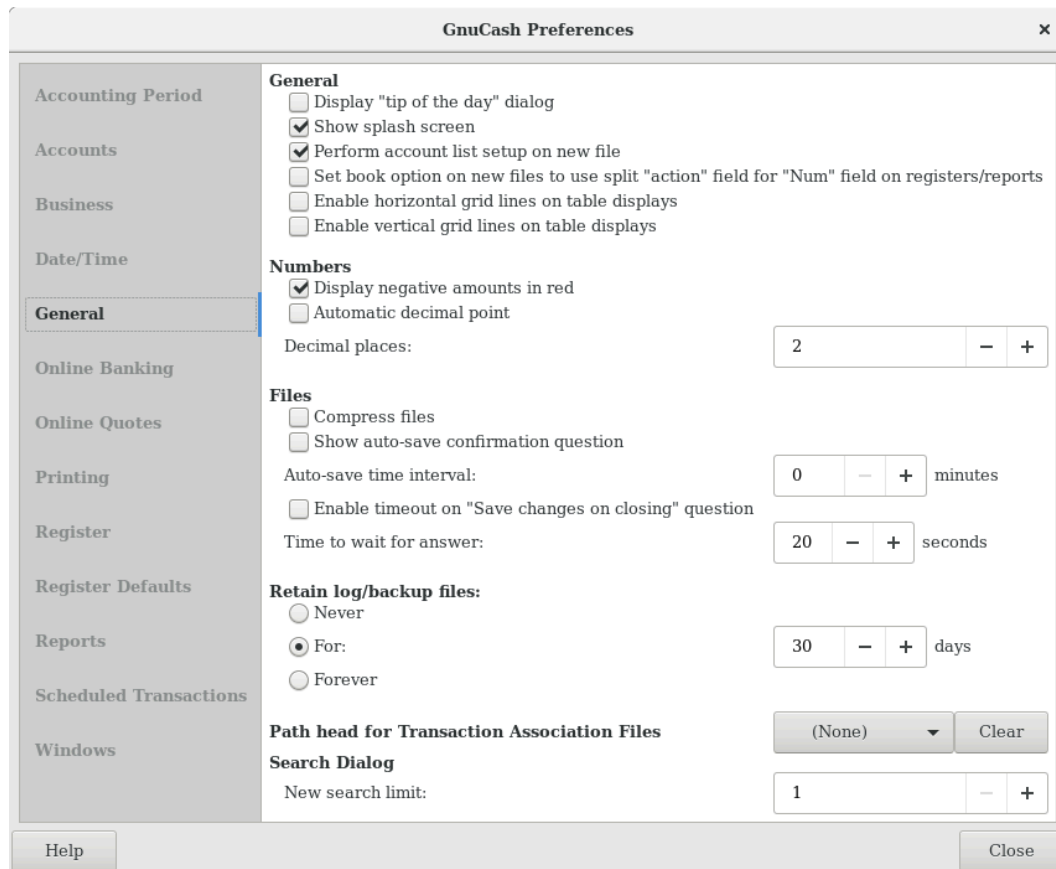 GnuCash Preferences
Accounting Period
Accounts
Business
Date/Time
General
Online Banking
Online Quotes
Printing
Register
Register Defaults
Reports
Scheduled Transactions
Windows
General
Display "tip of the day" dialog
Show splash screen
Perform account list setup on new file
Set book option on new files to use split "action" field for "Num" field on registers/reports
Enable horizontal grid lines on table displays
Enable vertical grid lines on table displays
Numbers
Display negative amounts in red
Automatic decimal point
Decimal places: 2
Files
Compress files
Show auto-save confirmation question
Auto-save time interval: 0 minutes
Enable timeout on "Save changes on closing" question
Time to wait for answer: 20 seconds
Retain log/backup files:
Never
For: 30 days
Forever
Path head for Transaction Association Files (None) Clear
Search Dialog
New search limit: 1
Help Close